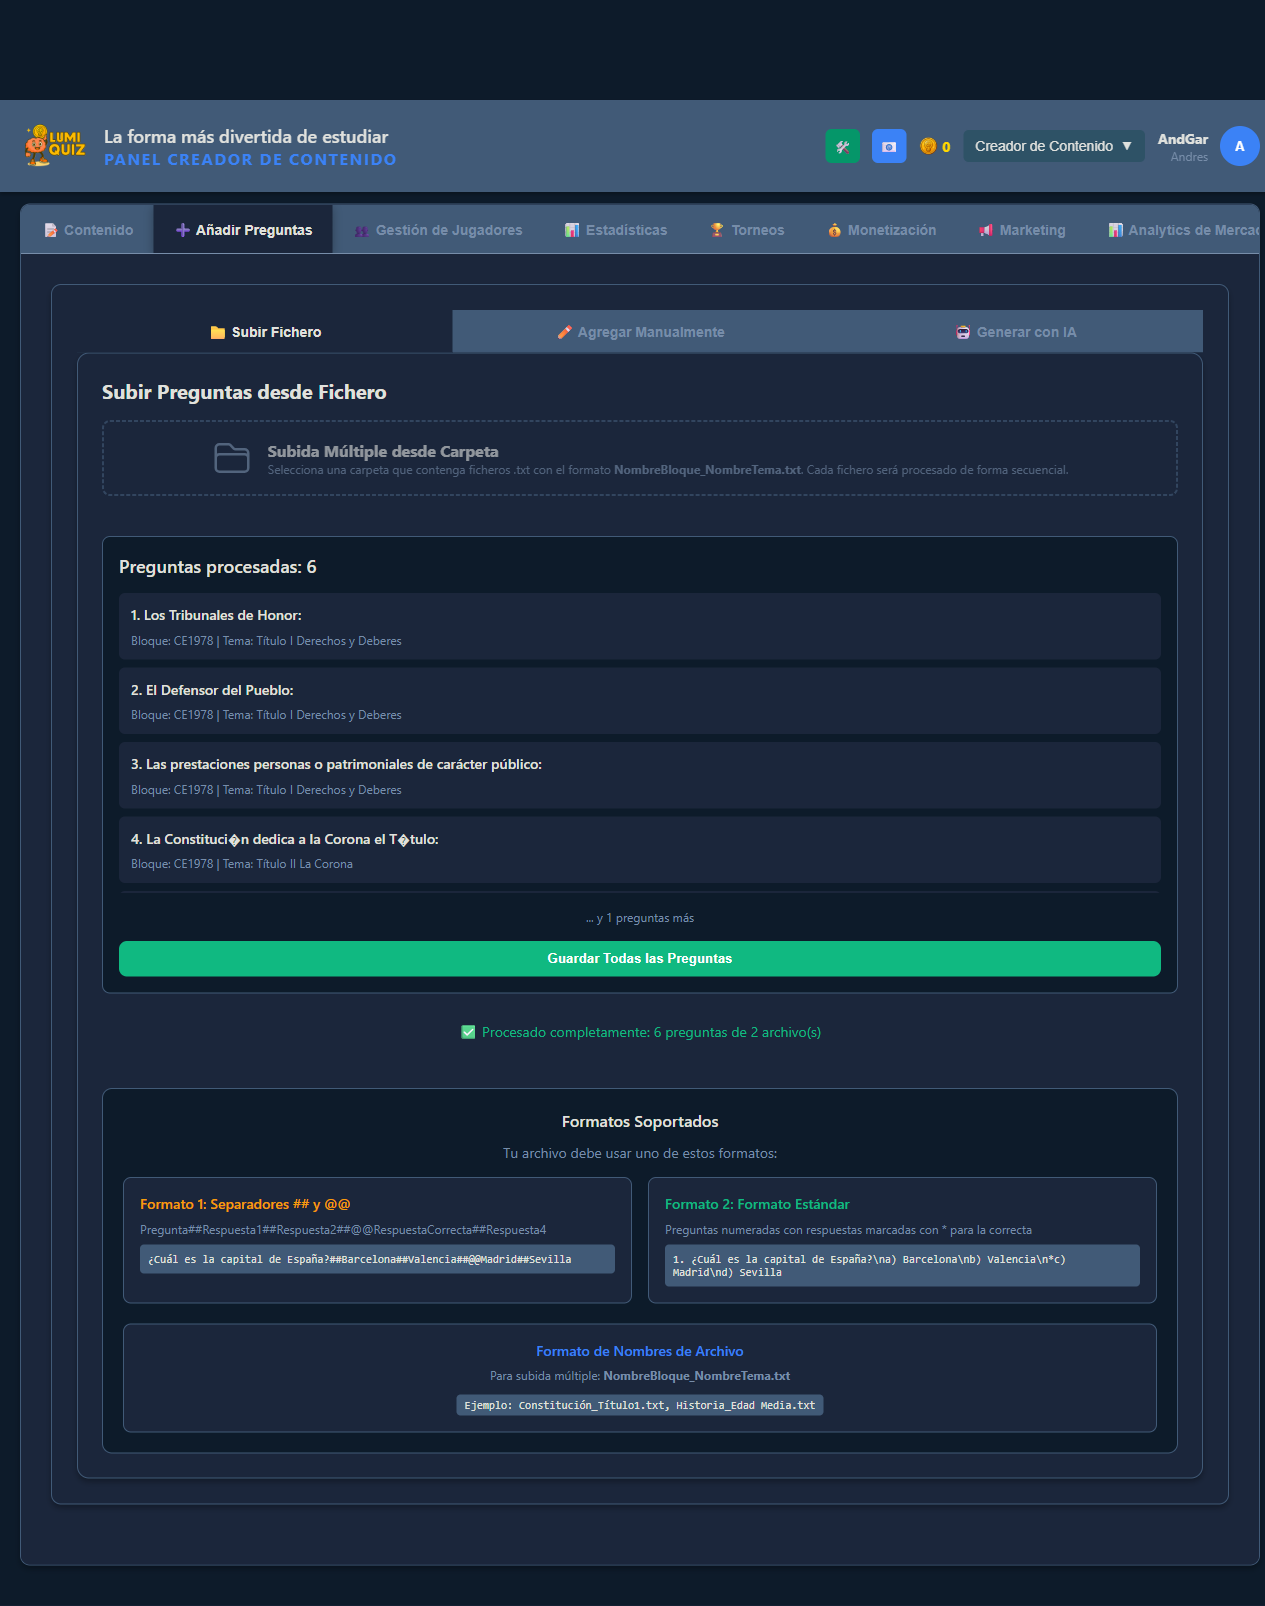 LUMI
QUIZ
La forma más divertida de estudiar
PANEL CREADOR DE CONTENIDO
0
Creador de Contenido ▼
AndGar
Andres
A
Contenido
Añadir Preguntas
Gestión de Jugadores
Estadísticas
Torneos
Monetización
Marketing
Analytics de Mercad
Subir Fichero
Agregar Manualmente
Generar con IA
Subir Preguntas desde Fichero
Subida Múltiple desde Carpeta
Selecciona una carpeta que contenga ficheros .txt con el formato NombreBloque_NombreTema.txt. Cada fichero será procesado de forma secuencial.
Preguntas procesadas: 6
1. Los Tribunales de Honor:
Bloque: CE1978 | Tema: Título I Derechos y Deberes
2. El Defensor del Pueblo:
Bloque: CE1978 | Tema: Título I Derechos y Deberes
3. Las prestaciones personas o patrimoniales de carácter público:
Bloque: CE1978 | Tema: Título I Derechos y Deberes
4. La Constituci�n dedica a la Corona el T�tulo:
Bloque: CE1978 | Tema: Título II La Corona
... y 1 preguntas más
Guardar Todas las Preguntas
✅ Procesado completamente: 6 preguntas de 2 archivo(s)
Formatos Soportados
Tu archivo debe usar uno de estos formatos:
Formato 1: Separadores ## y @@
Pregunta##Respuesta1##Respuesta2##@@RespuestaCorrecta##Respuesta4
¿Cuál es la capital de España?##Barcelona##Valencia##@@Madrid##Sevilla
Formato 2: Formato Estándar
Preguntas numeradas con respuestas marcadas con * para la correcta
1. ¿Cuál es la capital de España?\na) Barcelona\nb) Valencia\n*c)
Madrid\nd) Sevilla
Formato de Nombres de Archivo
Para subida múltiple: NombreBloque_NombreTema.txt
Ejemplo: Constitución_Título1.txt, Historia_Edad Media.txt